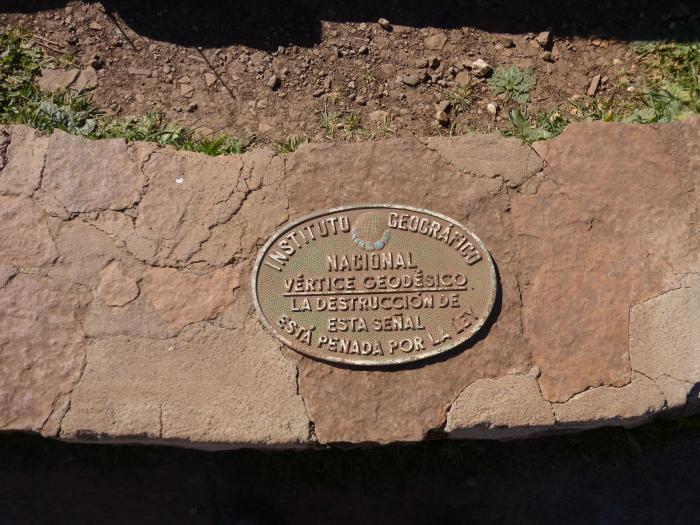 INSTITUTO GEOGRÁFICO
NACIONAL
VÉRTICE GEODÉSICO
LA DESTRUCCIÓN DE
ESTA SEÑAL
ESTÁ PENADA POR LA LEY.